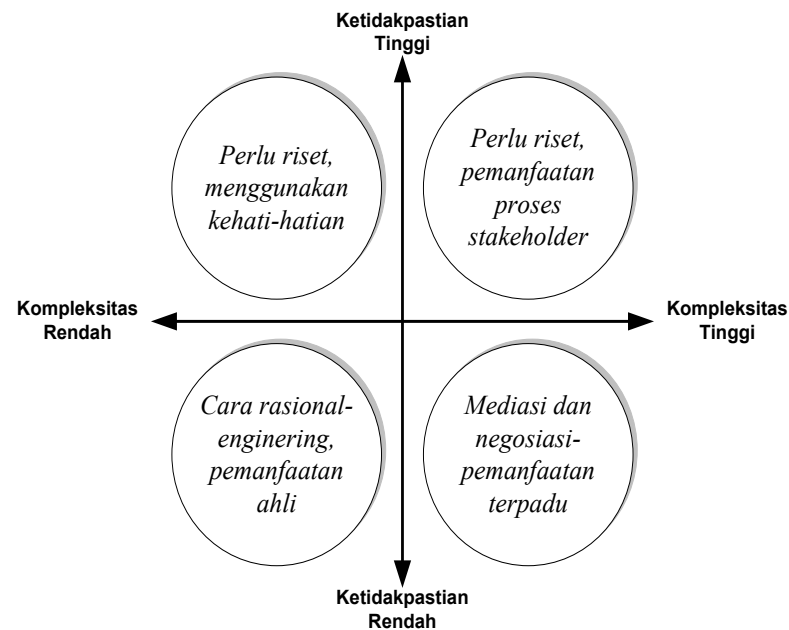 Ketidakpastian
Tinggi
Perlu riset,
menggunakan
kehati-hatian
Perlu riset,
pemanfaatan
proses
stakeholder
Kompleksitas
Rendah
Kompleksitas
Tinggi
Cara rasional-
enginering,
pemanfaatan
ahli
Mediasi dan
negosiasi-
pemanfaatan
terpadu
Ketidakpastian
Rendah